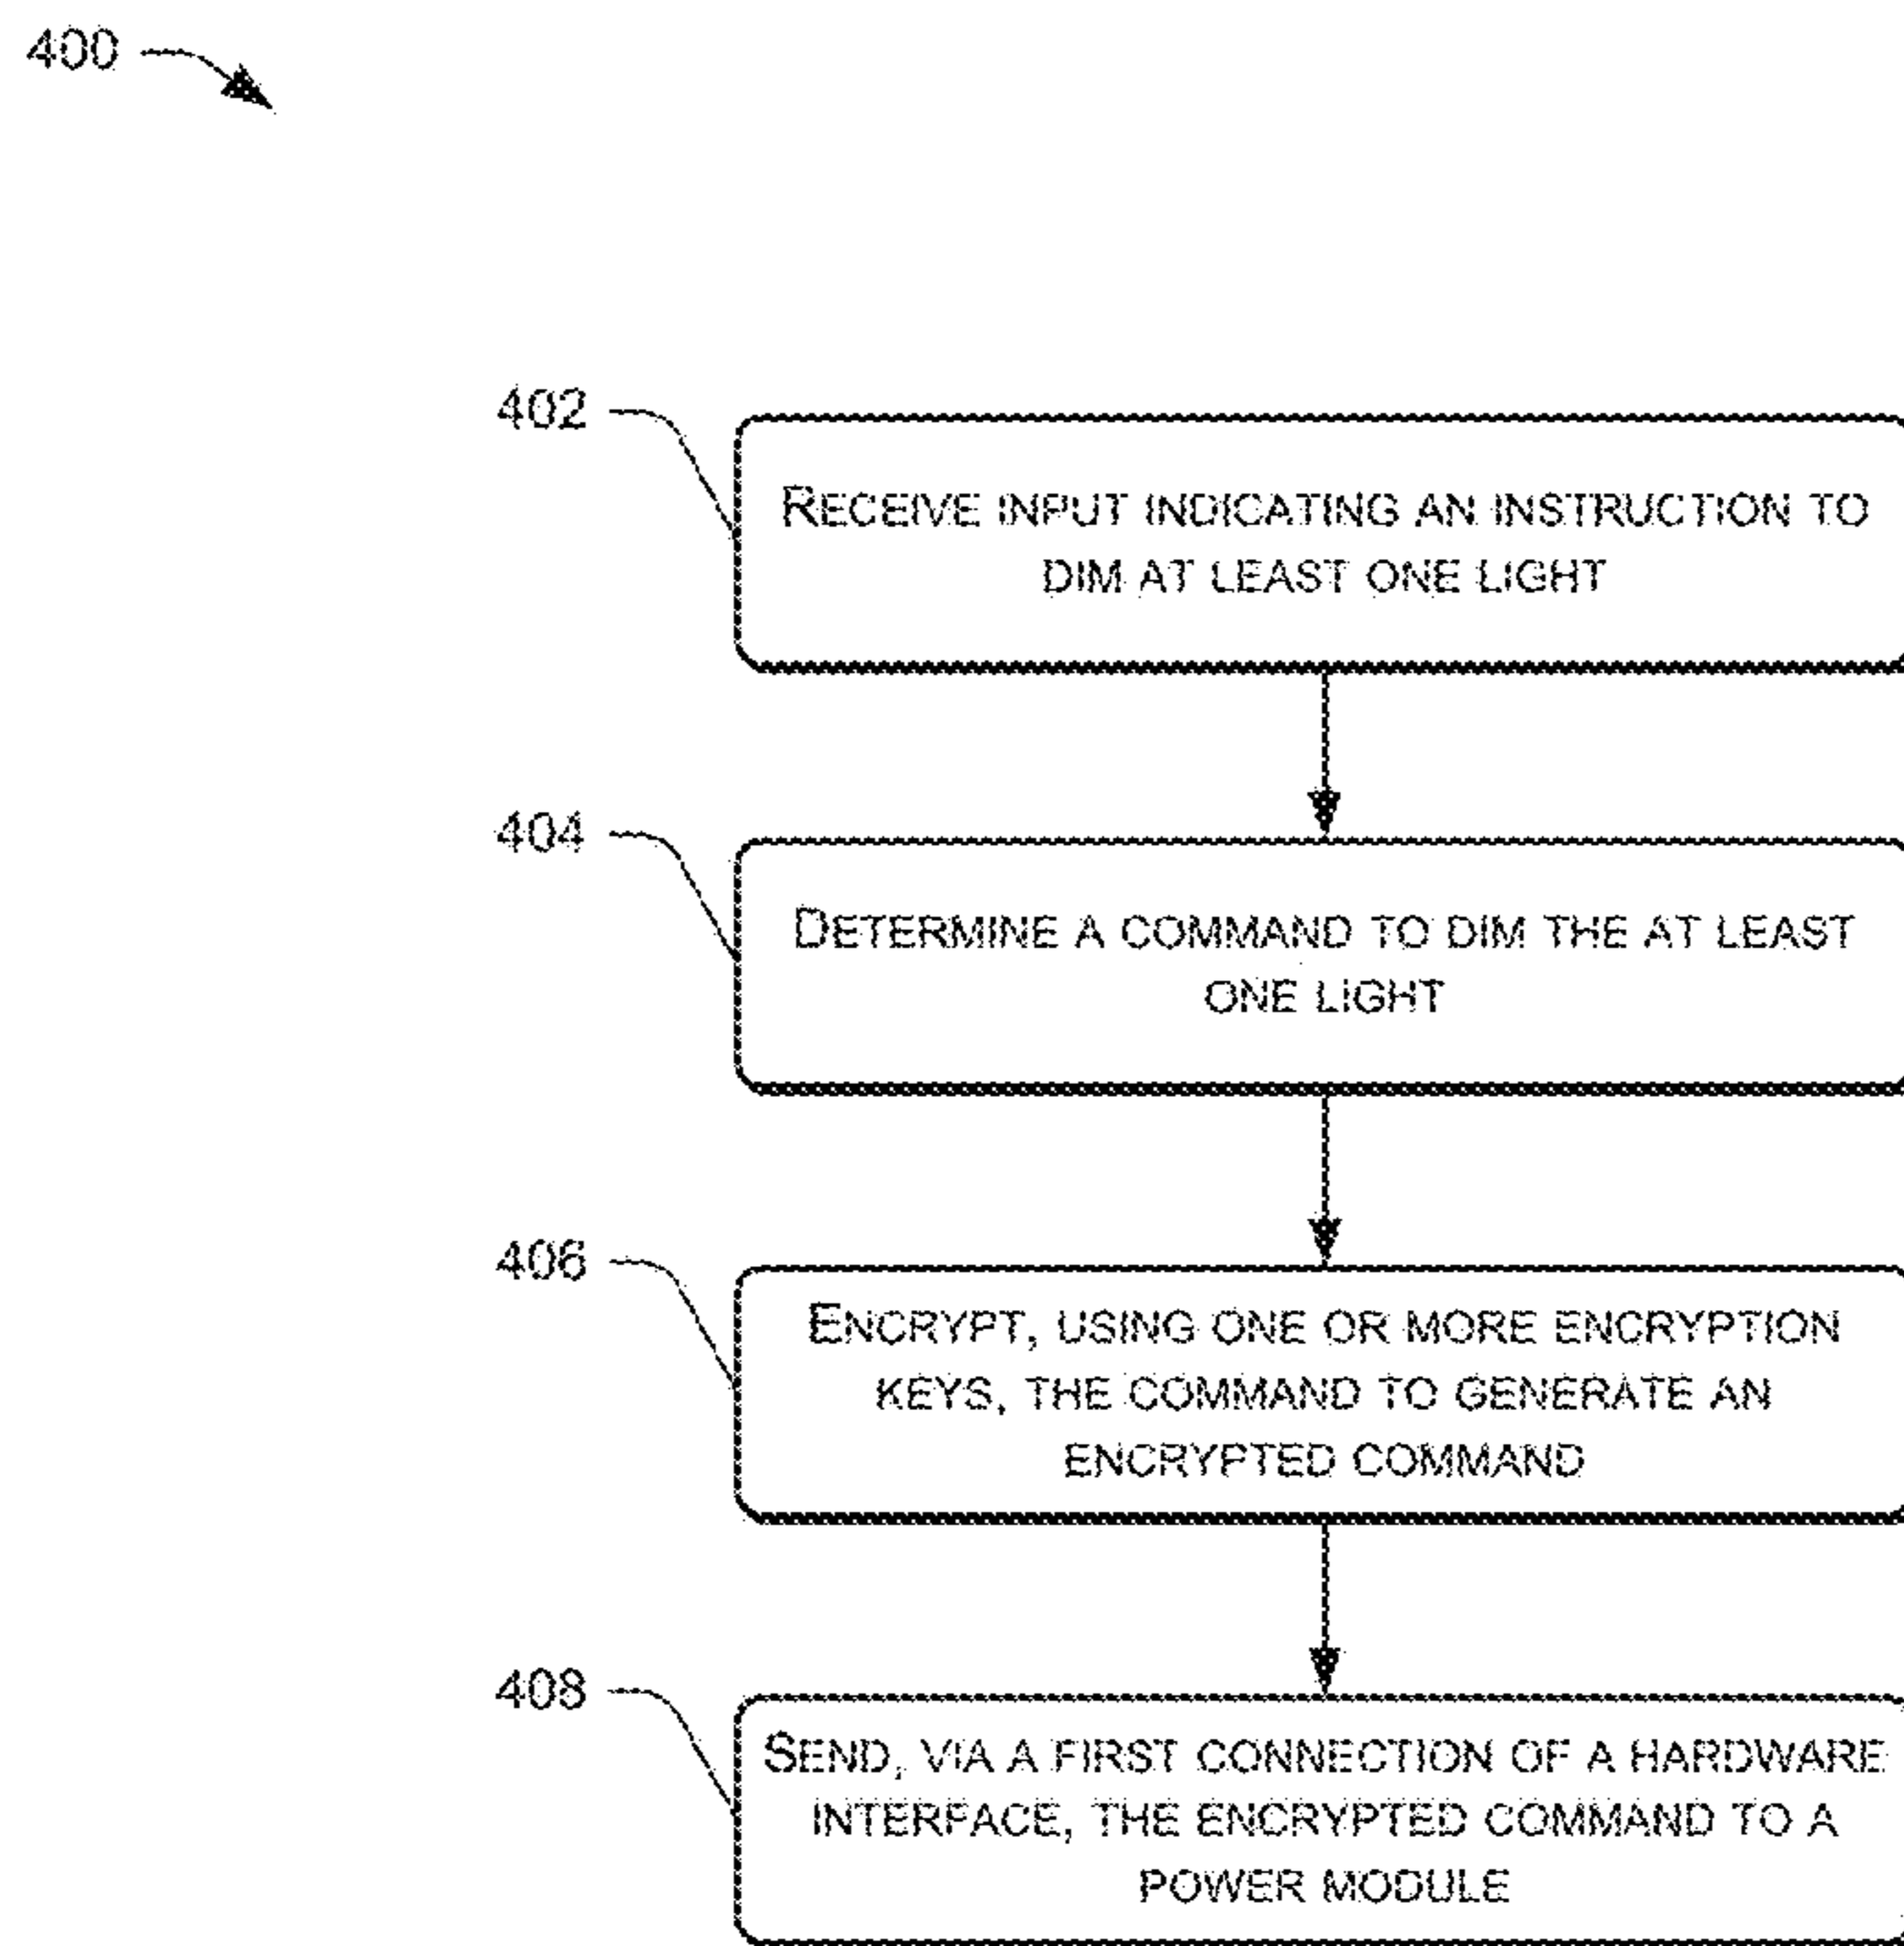 400
402
RECEIVE INPUT INDICATING AN INSTRUCTION TO
DIM AT LEAST ONE LIGHT
404
DETERMINE A COMMAND TO DIM THE AT LEAST
ONE LIGHT
406
ENCRYPT, USING ONE OR MORE ENCRYPTION
KEYS, THE COMMAND TO GENERATE AN
ENCRYPTED COMMAND
408
SEND, VIA A FIRST CONNECTION OF A HARDWARE
INTERFACE, THE ENCRYPTED COMMAND TO A
POWER MODULE